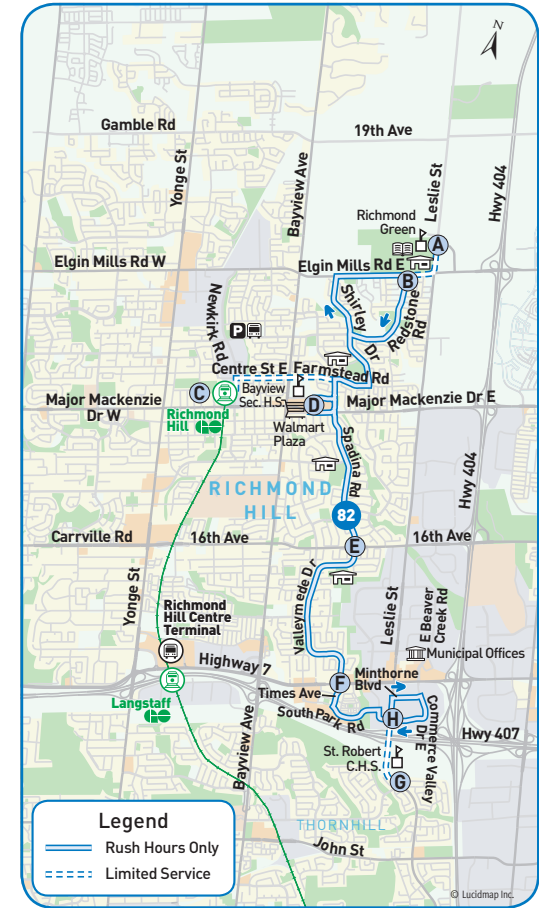 N
Gamble Rd
19th Ave
Yonge St
Bayview Ave
Leslie St
Hwy 404
Richmond
Green
A
Elgin Mills Rd W
Elgin Mills Rd E
B
Newkirk Rd
Shirley Dr
Redstone
Rd
P
Centre St E
Farmstead Rd
C
Bayview
Sec. H.S.
Major Mackenzie
Dr W
D
Major Mackenzie Dr E
Richmond
Hill
Walmart
Plaza
Spadina Rd
Hwy 404
RICHMOND
HILL
82
Carrville Rd
16th Ave
E
16th Ave
Yonge St
Valleymede Dr
Leslie St
E Beaver
Creek Rd
Richmond
Hill Centre
Terminal
Municipal Offices
Highway 7
F
Minthorne
Blvd
Times Ave
Langstaff
South Park Rd
H
Commerce Valley
Dr E
Hwy 407
Bayview Ave
St. Robert
C.H.S.
G
THORNHILL
John St
Legend
Rush Hours Only
Limited Service
© Lucidmap Inc.